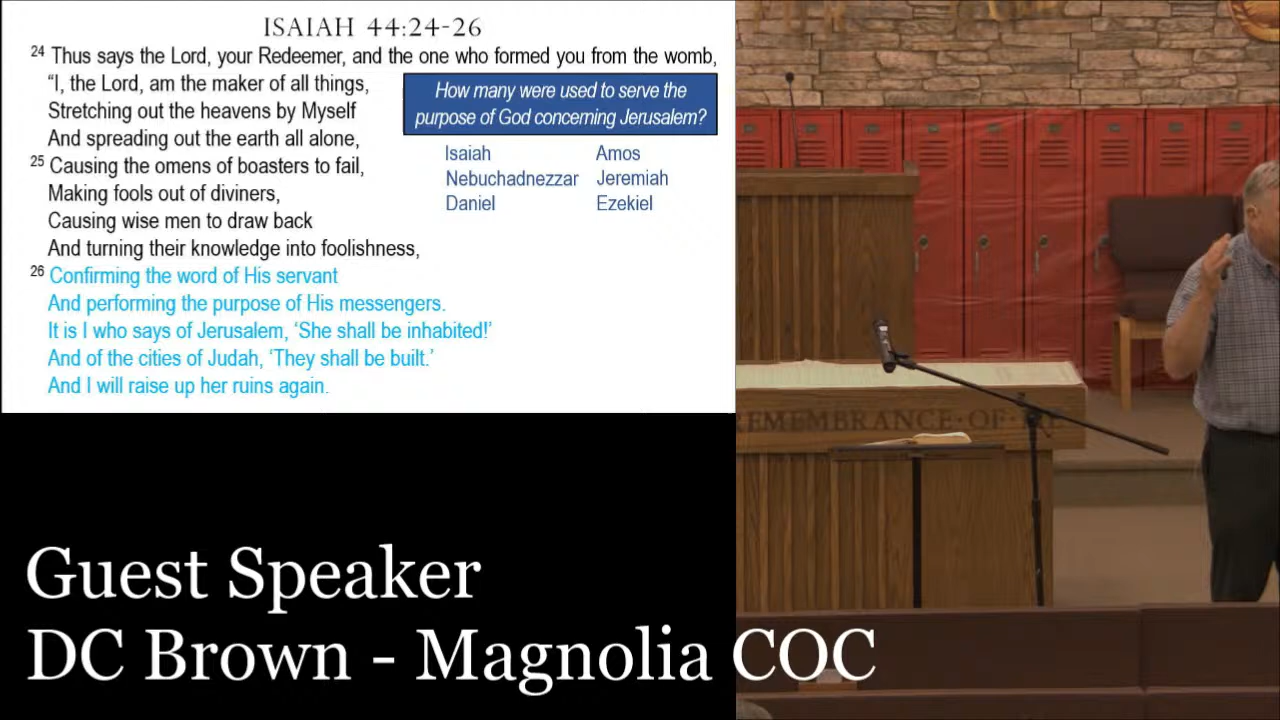 ISAIAH 44:24-26
24 Thus says the Lord, your Redeemer, and the one who formed you from the womb,
“I, the Lord, am the maker of all things,
Stretching out the heavens by Myself
And spreading out the earth all alone,
25 Causing the omens of boasters to fail,
Making fools out of diviners,
Causing wise men to draw back
And turning their knowledge into foolishness,
26 Confirming the word of His servant
And performing the purpose of His messengers.
It is I who says of Jerusalem, ‘She shall be inhabited!’
And of the cities of Judah, ‘They shall be built.’
And I will raise up her ruins again.
How many were used to serve the
purpose of God concerning Jerusalem?
Isaiah Amos
Nebuchadnezzar Jeremiah
Daniel Ezekiel
REMEMBRANCE·OF·
Guest Speaker
DC Brown - Magnolia COC